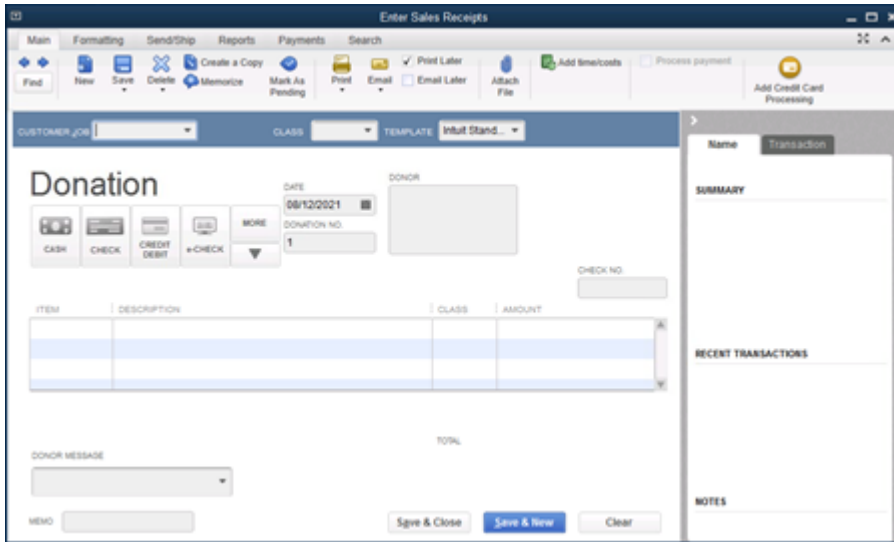 Enter Sales Receipts
Main Formatting Send/Ship Reports Payments Search
Find New Save Delete Create a Copy Memorize Mark As Pending Print Email Print Later Email Later Attach File Add time/costs Process payment Add Credit Card Processing
CUSTOMER:JOB CLASS TEMPLATE Intuit Stand...
Name Transaction
Donation
DATE
08/12/2021
DONATION NO.
1
DONOR
CASH CHECK CREDIT DEBIT e-CHECK MORE
CHECK NO.
ITEM DESCRIPTION CLASS AMOUNT
TOTAL
DONOR MESSAGE
MEMO
Save & Close Save & New Clear
SUMMARY
RECENT TRANSACTIONS
NOTES